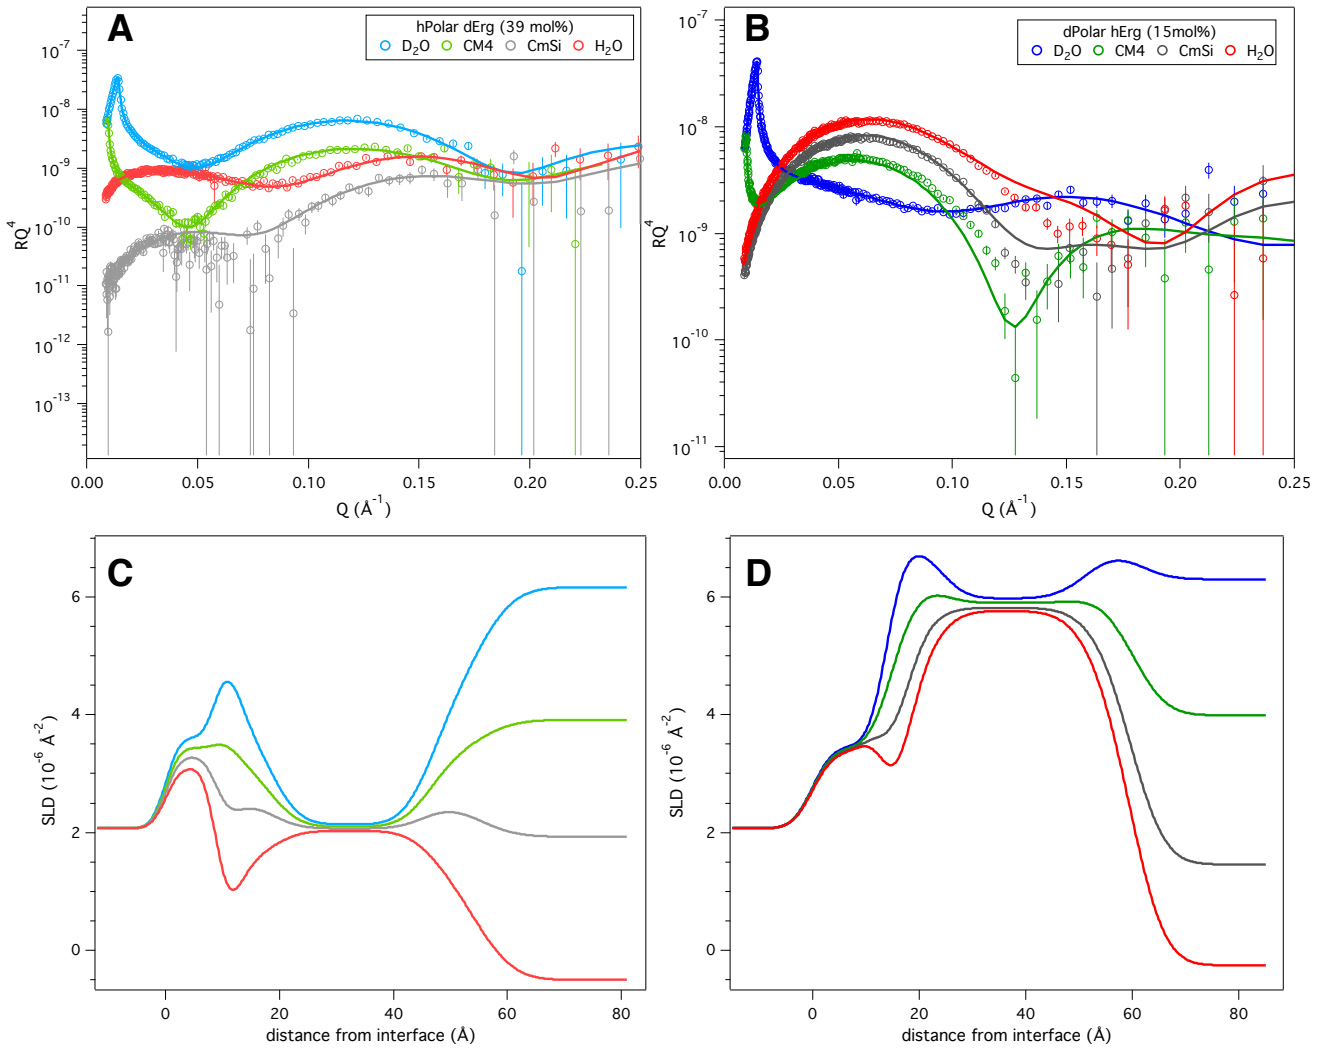 A
hPolar dErg (39 mol%)
D₂O CM4 CmSi H₂O
10⁻⁷
10⁻⁸
10⁻⁹
10⁻¹⁰
10⁻¹¹
10⁻¹²
10⁻¹³
RQ⁴
0.00 0.05 0.10 0.15 0.20 0.25
Q (Å⁻¹)
B
dPolar hErg (15mol%)
D₂O CM4 CmSi H₂O
10⁻⁷
10⁻⁸
10⁻⁹
10⁻¹⁰
10⁻¹¹
RQ⁴
0.00 0.05 0.10 0.15 0.20 0.25
Q (Å⁻¹)
C
6
4
2
0
SLD (10⁻⁶ Å⁻²)
0 20 40 60 80
distance from interface (Å)
D
6
4
2
0
SLD (10⁻⁶ Å⁻²)
0 20 40 60 80
distance from interface (Å)